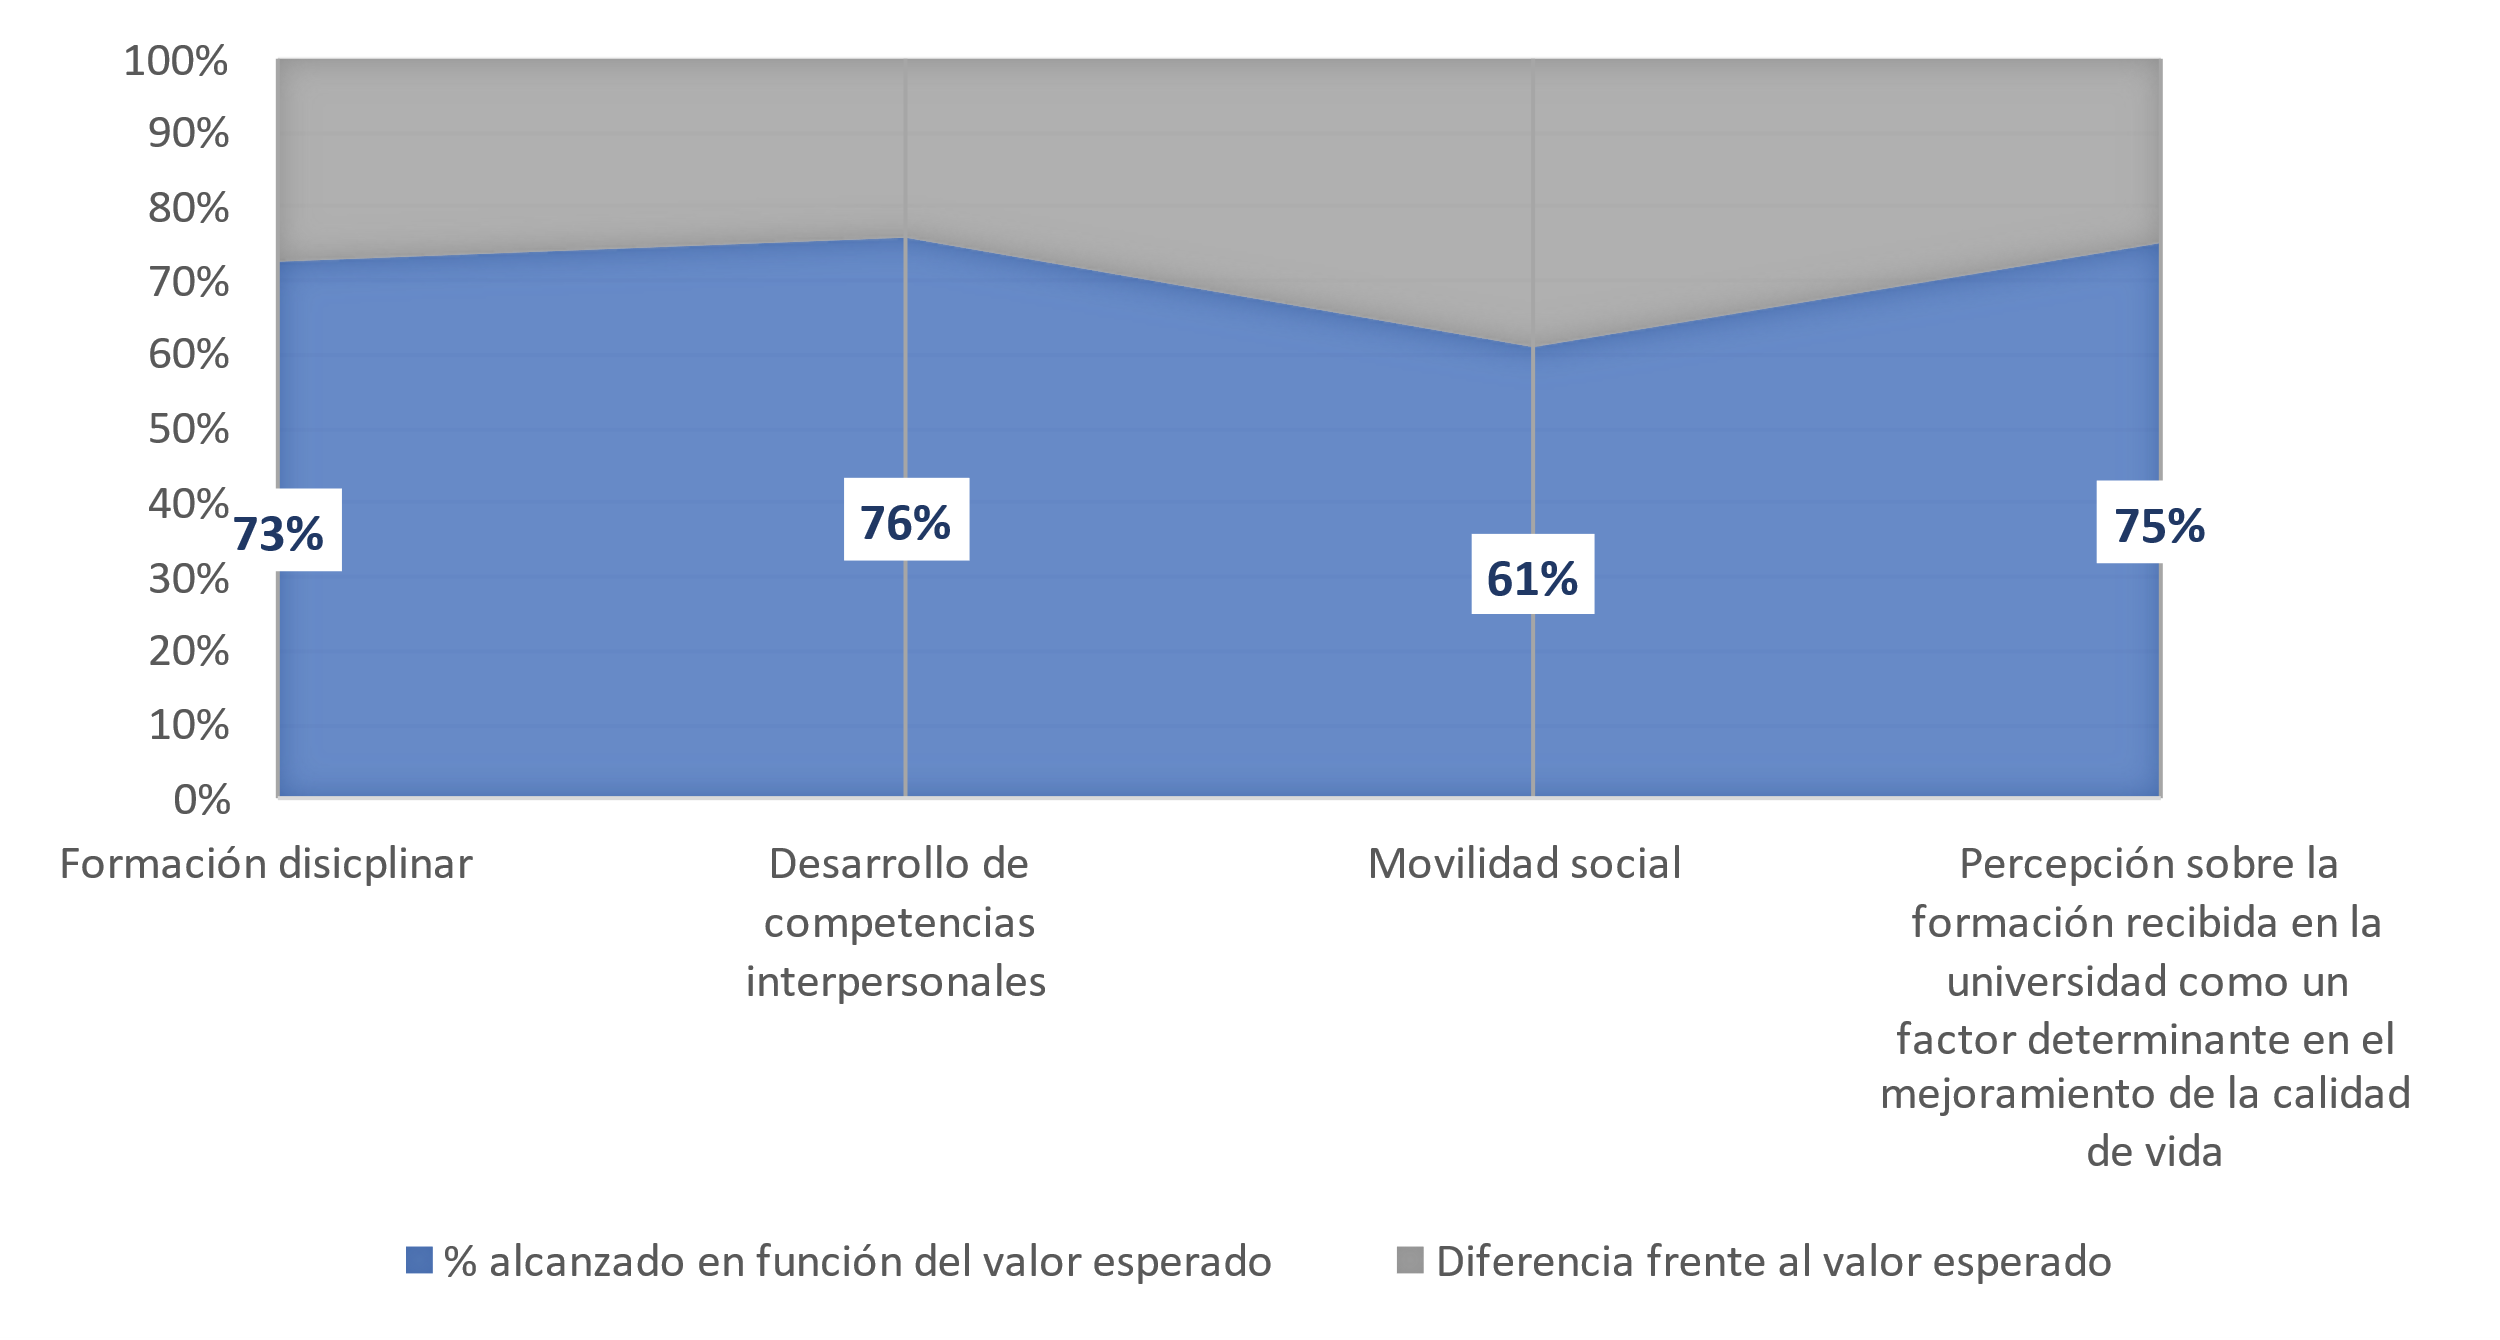 100%
90%
80%
70%
60%
50%
40%
30%
20%
10%
0%
73%
76%
61%
75%
Formación disicplinar
Desarrollo de
competencias
interpersonales
Movilidad social
Percepción sobre la
formación recibida en la
universidad como un
factor determinante en el
mejoramiento de la calidad
de vida
% alcanzado en función del valor esperado
Diferencia frente al valor esperado